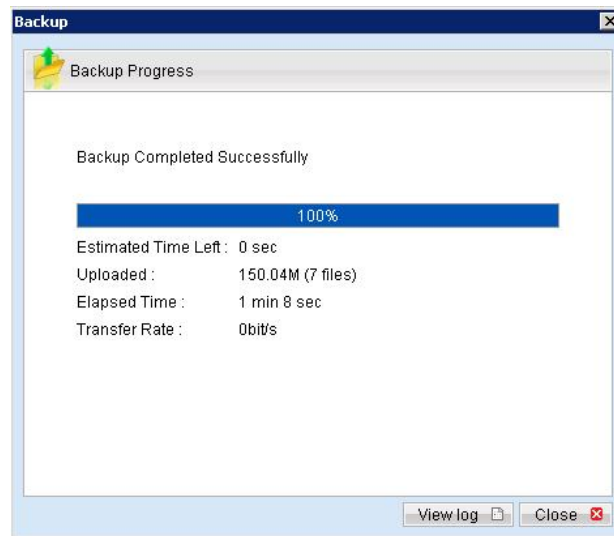 Backup
Backup Progress
Backup Completed Successfully
100%
Estimated Time Left : 0 sec
Uploaded : 150.04M (7 files)
Elapsed Time : 1 min 8 sec
Transfer Rate : 0bit/s
View log Close